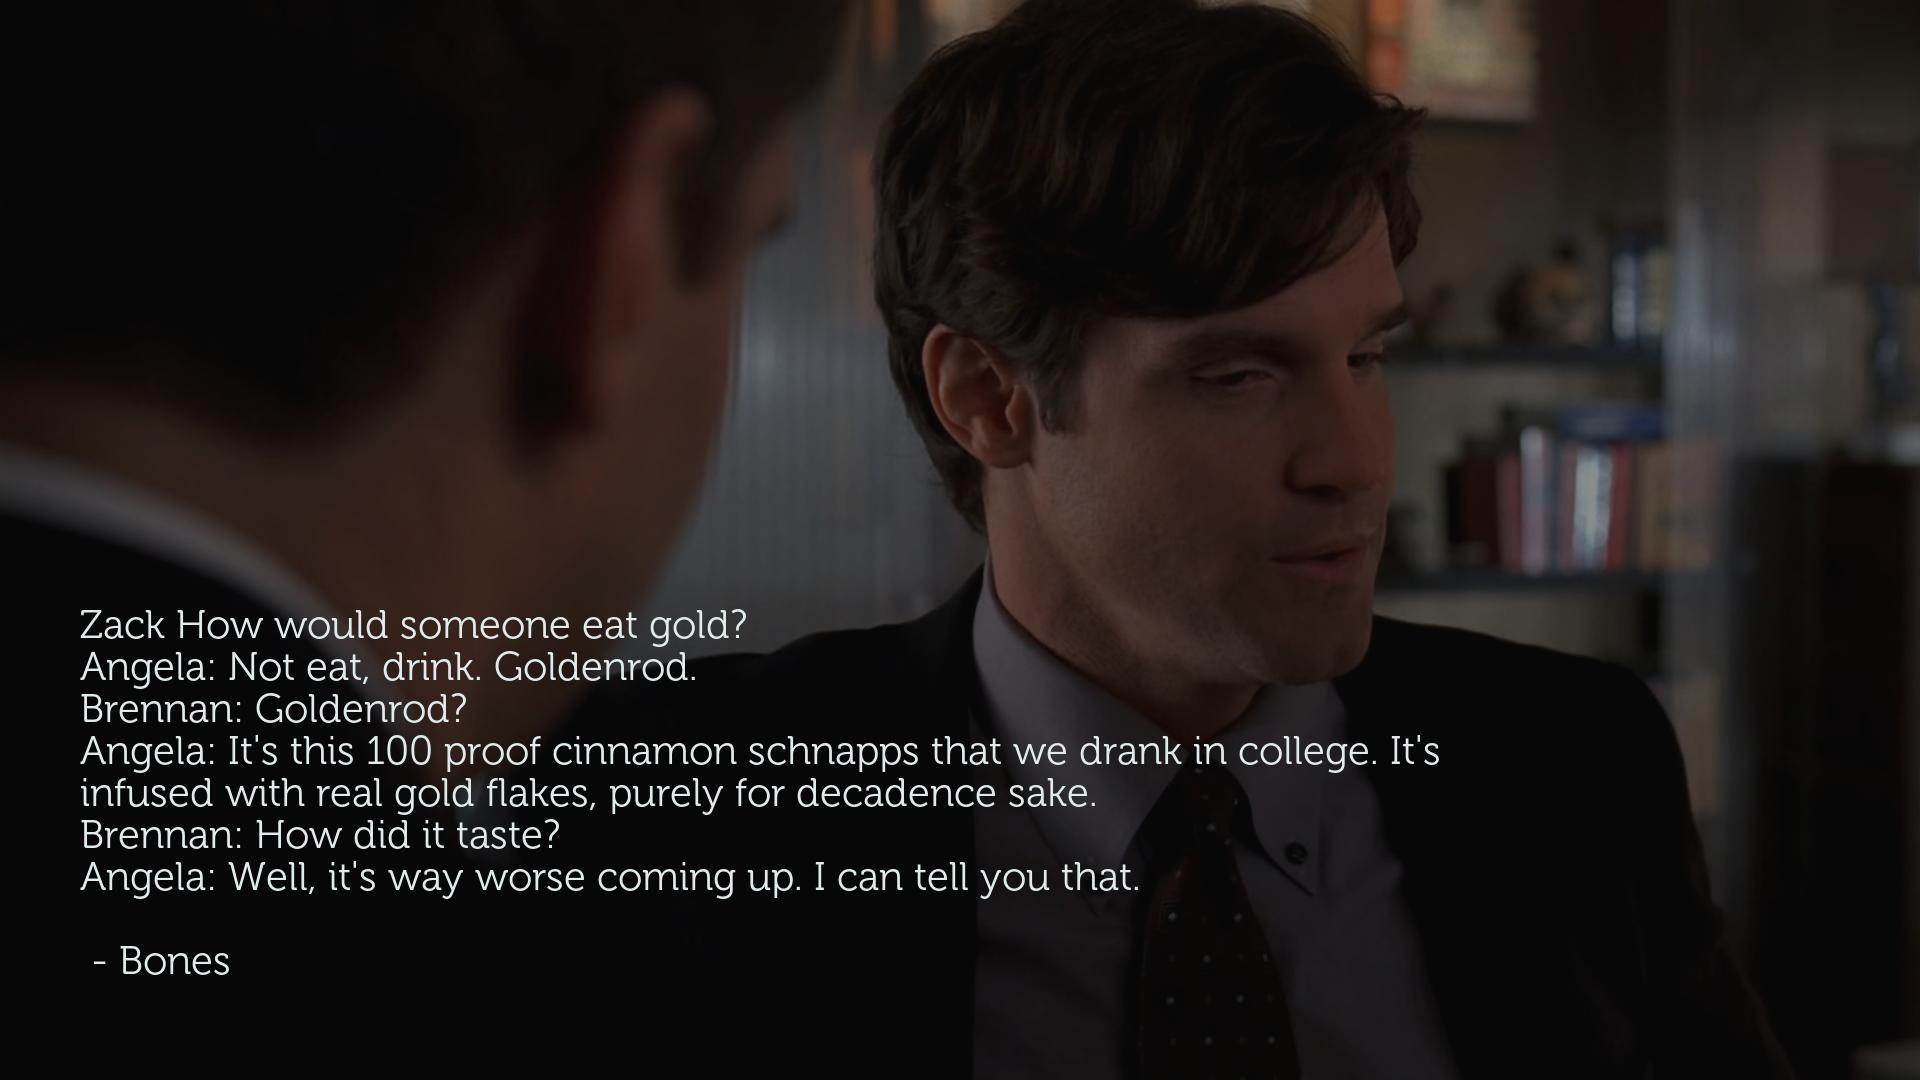 Zack How would someone eat gold?
Angela: Not eat, drink. Goldenrod.
Brennan: Goldenrod?
Angela: It's this 100 proof cinnamon schnapps that we drank in college. It's
infused with real gold flakes, purely for decadence sake.
Brennan: How did it taste?
Angela: Well, it's way worse coming up. I can tell you that.
- Bones